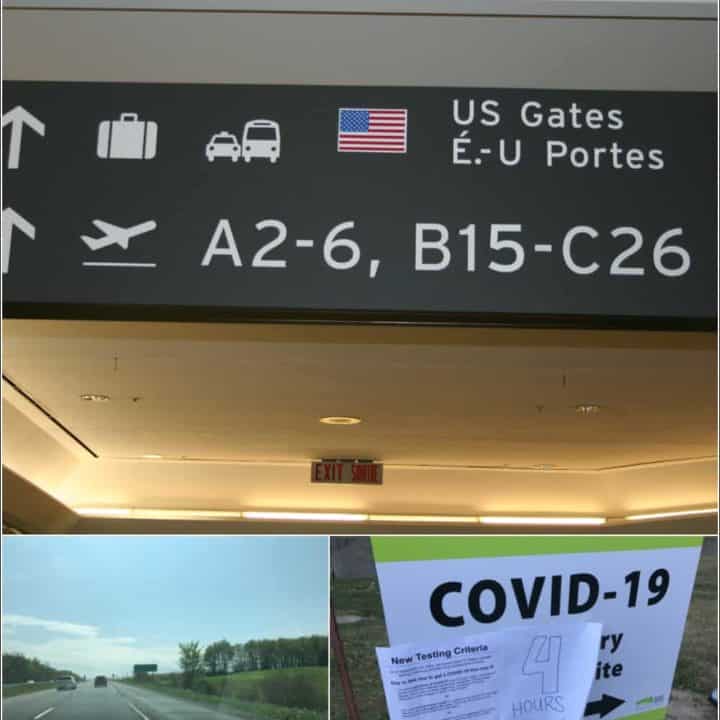 US Gates
É.-U Portes
A2-6, B15-C26
EXIT SORTIE
COVID-19
ry
ite
New Testing Criteria
4
HOURS